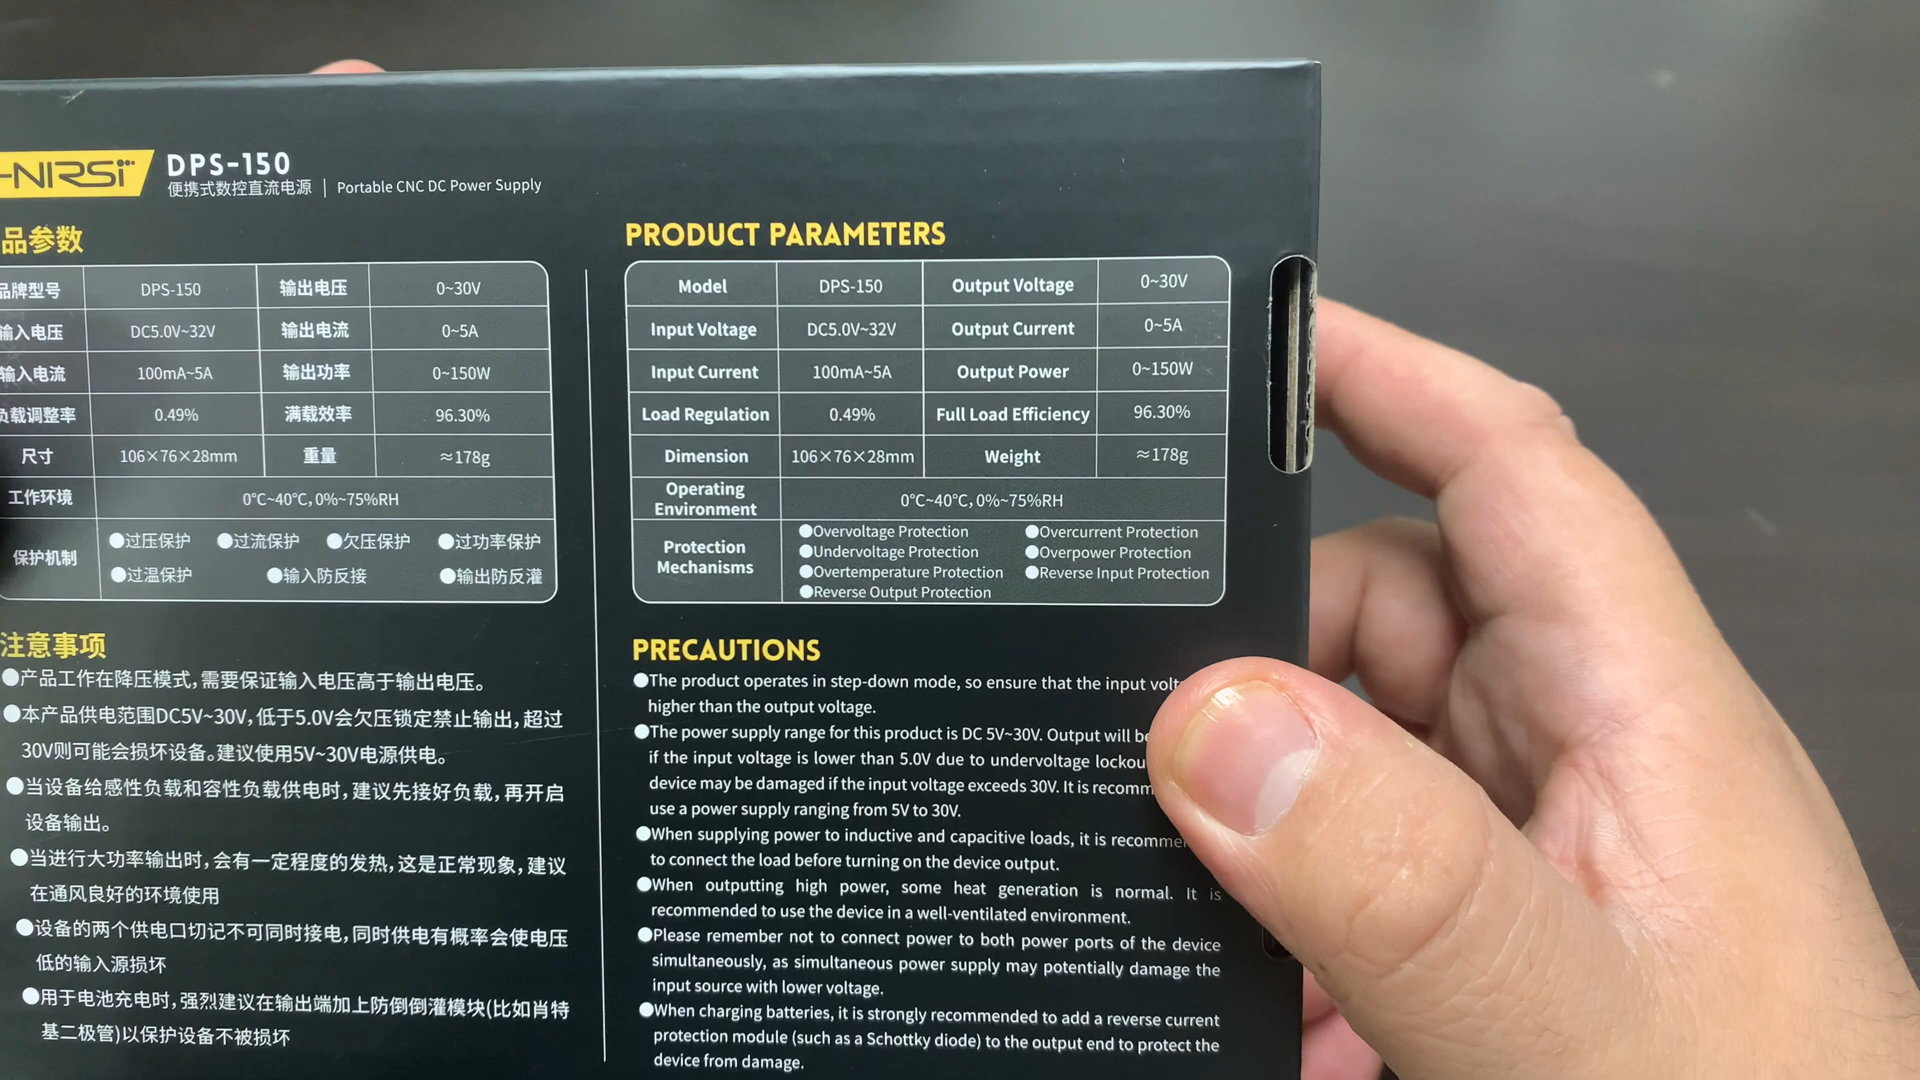 -NIRSI
DPS-150
便携式数控直流电源 | Portable CNC DC Power Supply
品参数
品牌型号 DPS-150 输出电压 0~30V
输入电压 DC5.0V~32V 输出电流 0~5A
输入电流 100mA~5A 输出功率 0~150W
负载调整率 0.49% 满载效率 96.30%
尺寸 106×76×28mm 重量 ≈178g
工作环境 0℃~40℃,0%~75%RH
保护机制
●过压保护 ●过流保护 ●欠压保护 ●过功率保护
●过温保护 ●输入防反接 ●输出防反灌
注意事项
●产品工作在降压模式,需要保证输入电压高于输出电压。
●本产品供电范围DC5V~30V,低于5.0V会欠压锁定禁止输出,超过
30V则可能会损坏设备。建议使用5V~30V电源供电。
●当设备给感性负载和容性负载供电时,建议先接好负载,再开启
设备输出。
●当进行大功率输出时,会有一定程度的发热,这是正常现象,建议
在通风良好的环境使用
●设备的两个供电口切记不可同时接电,同时供电有概率会使电压
低的输入源损坏
●用于电池充电时,强烈建议在输出端加上防倒倒灌模块(比如肖特
基二极管)以保护设备不被损坏
PRODUCT PARAMETERS
Model DPS-150 Output Voltage 0~30V
Input Voltage DC5.0V~32V Output Current 0~5A
Input Current 100mA~5A Output Power 0~150W
Load Regulation 0.49% Full Load Efficiency 96.30%
Dimension 106×76×28mm Weight ≈178g
Operating
Environment
0℃~40℃,0%~75%RH
Protection
Mechanisms
●Overvoltage Protection ●Overcurrent Protection
●Undervoltage Protection ●Overpower Protection
●Overtemperature Protection ●Reverse Input Protection
●Reverse Output Protection
PRECAUTIONS
●The product operates in step-down mode, so ensure that the input
higher than the output voltage.
●The power supply range for this product is DC 5V~30V. Output will
if the input voltage is lower than 5.0V due to undervoltage
device may be damaged if the input voltage exceeds 30V. It is
use a power supply ranging from 5V to 30V.
●When supplying power to inductive and capacitive loads, it is
to connect the load before turning on the device output.
●When outputting high power, some heat generation is normal. It is
recommended to use the device in a well-ventilated environment.
●Please remember not to connect power to both power ports of the device
simultaneously, as simultaneous power supply may potentially damage the
input source with lower voltage.
●When charging batteries, it is strongly recommended to add a reverse current
protection module (such as a Schottky diode) to the output end to protect the
device from damage.